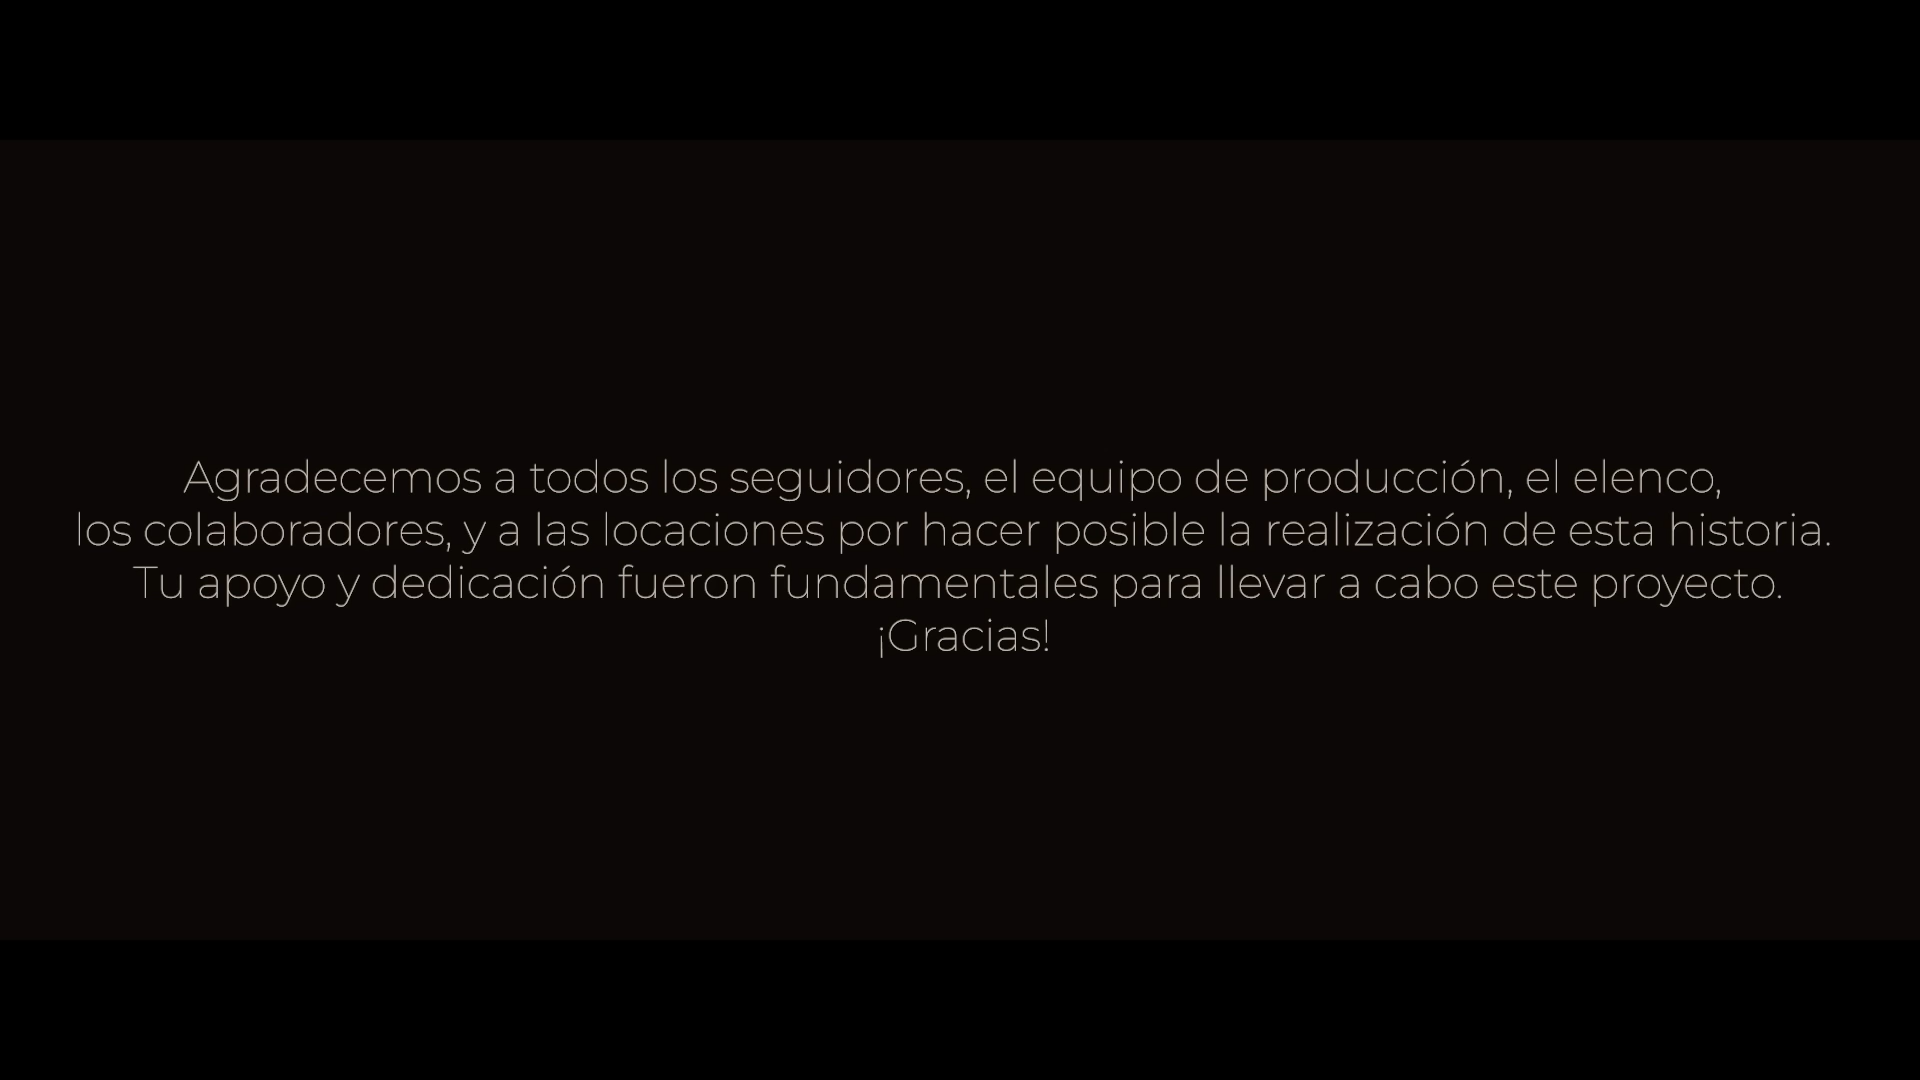 Agradecemos a todos los seguidores, el equipo de producción, el elenco,
los colaboradores, y a las locaciones por hacer posible la realización de esta historia.
Tu apoyo y dedicación fueron fundamentales para llevar a cabo este proyecto.
¡Gracias!